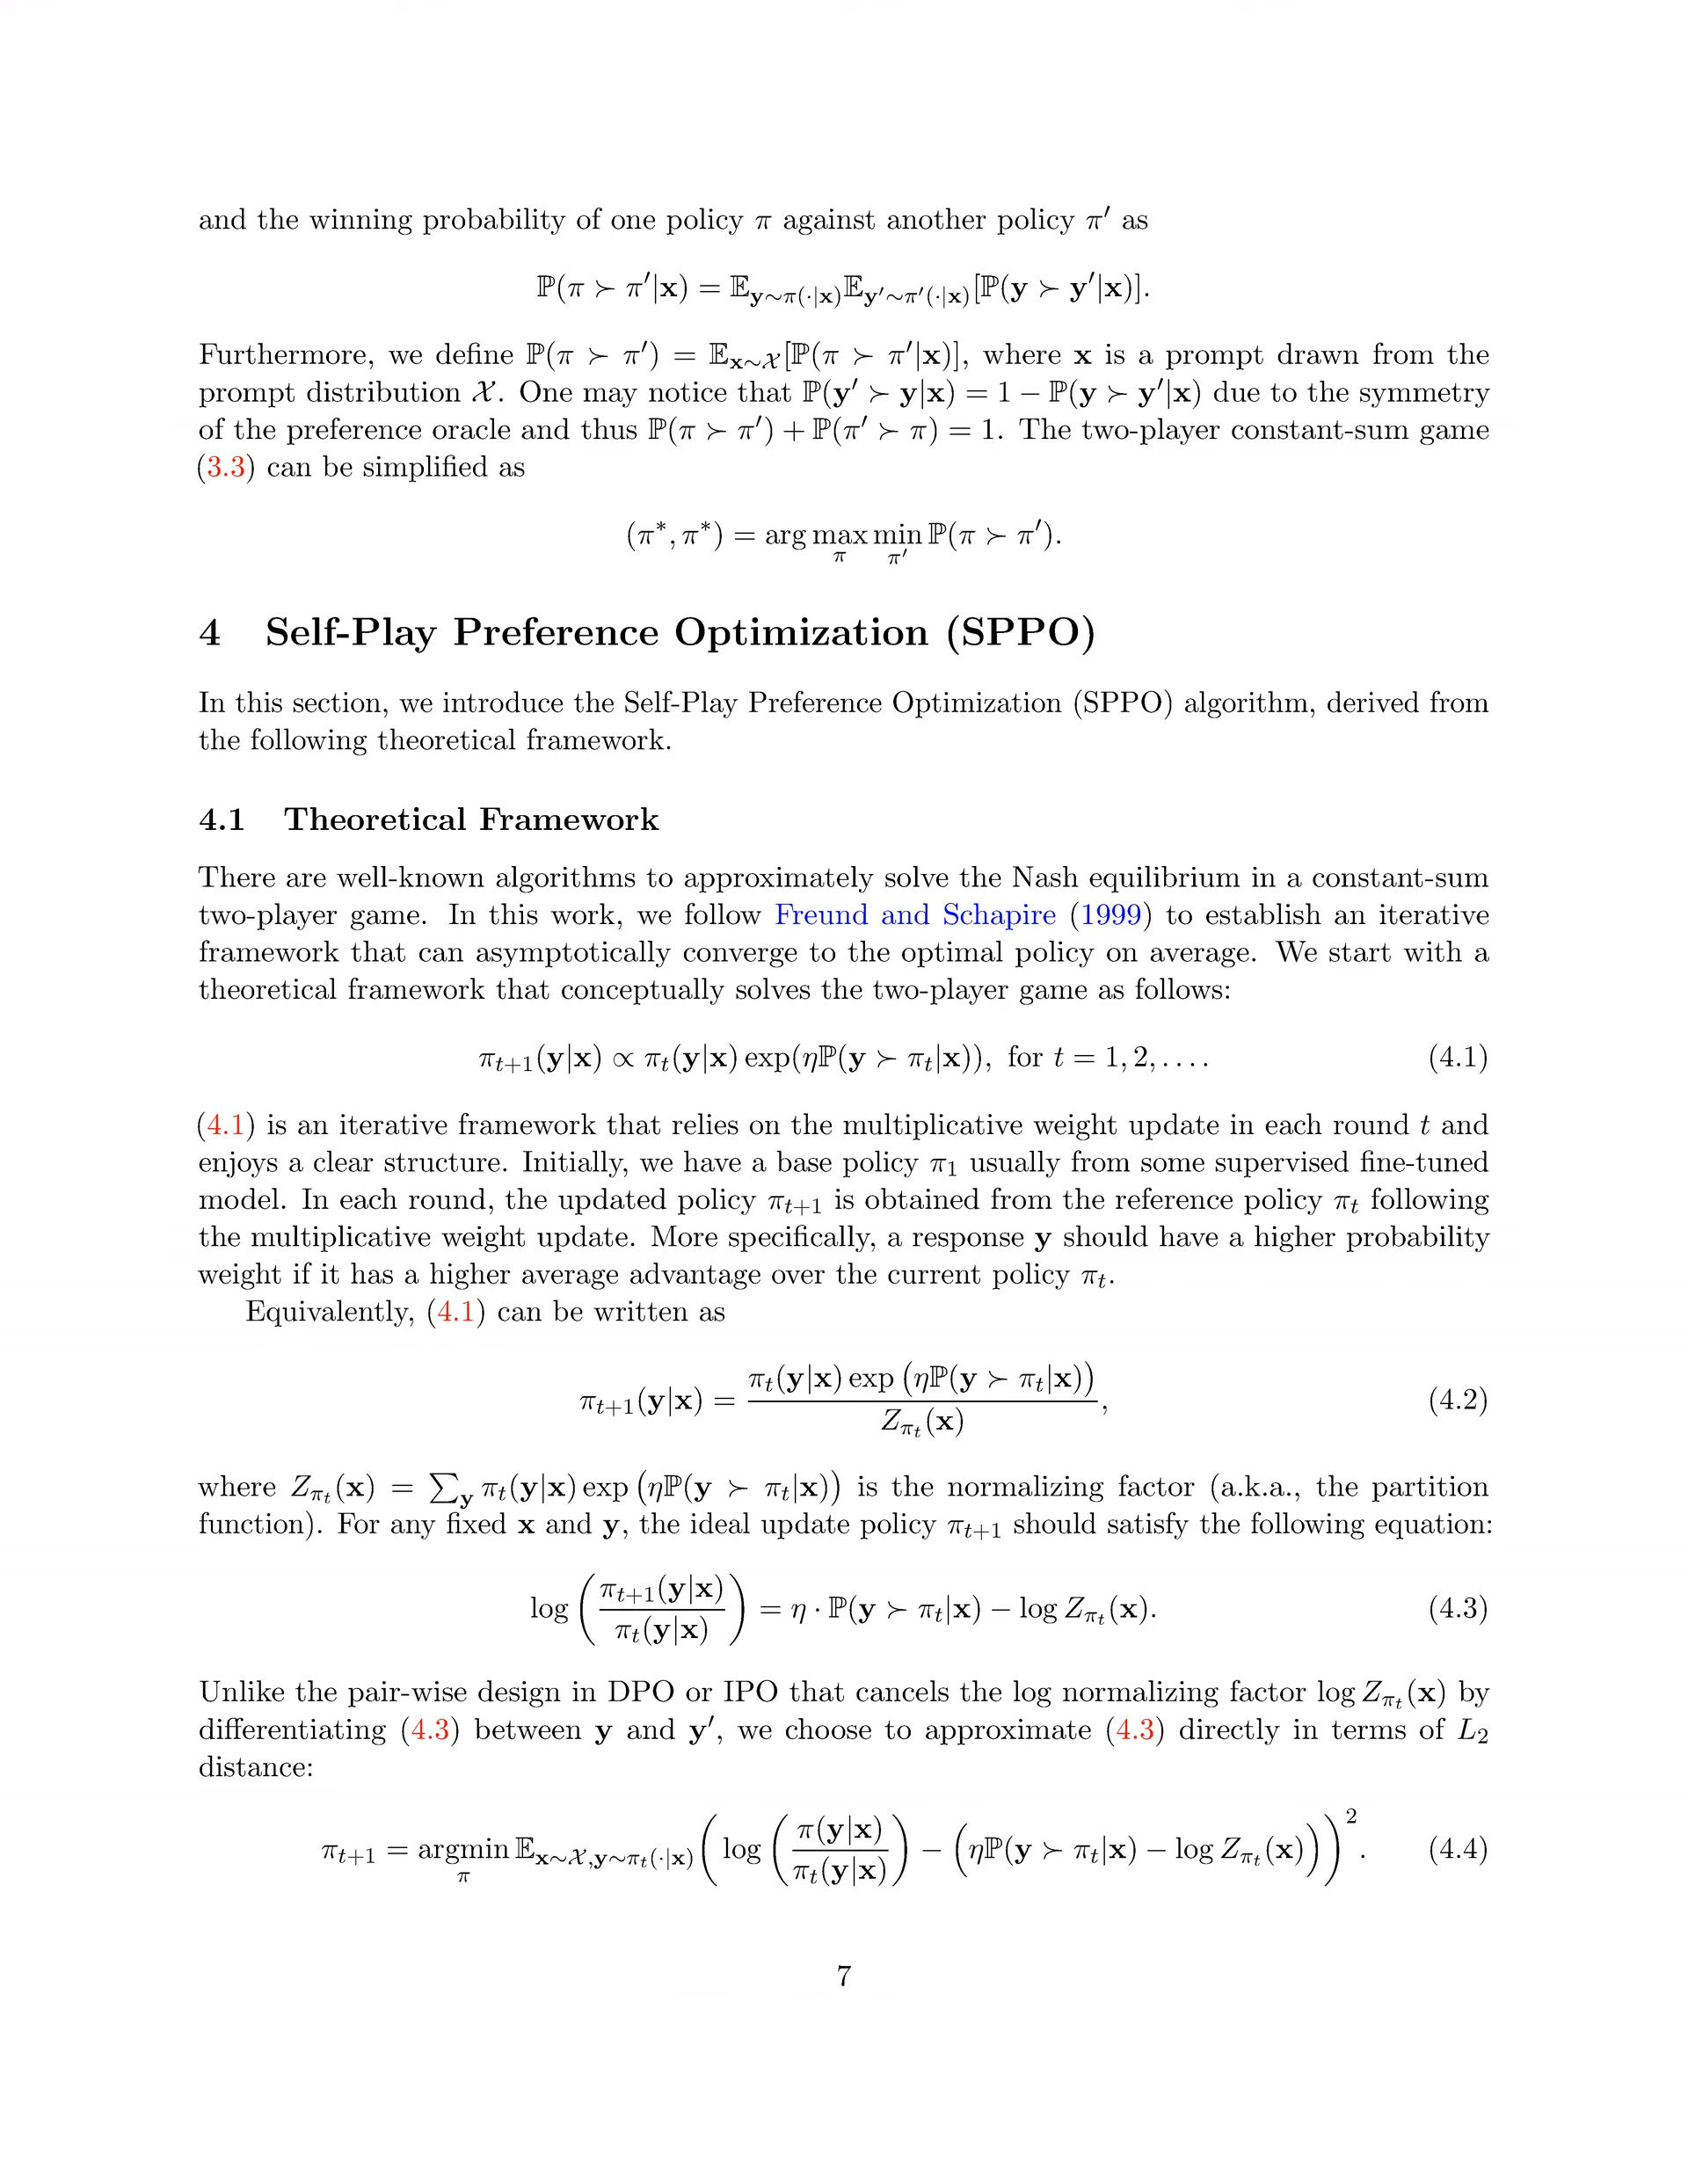 and the winning probability of one policy π against another policy π′ as
ℙ(π ≻ π′|𝐱) = 𝔼_{𝐲∼π(·|𝐱)}𝔼_{𝐲′∼π′(·|𝐱)}[ℙ(𝐲 ≻ 𝐲′|𝐱)].
Furthermore, we define ℙ(π ≻ π′) = 𝔼_{𝐱∼𝒳}[ℙ(π ≻ π′|𝐱)], where 𝐱 is a prompt drawn from the
prompt distribution 𝒳. One may notice that ℙ(𝐲′ ≻ 𝐲|𝐱) = 1 − ℙ(𝐲 ≻ 𝐲′|𝐱) due to the symmetry
of the preference oracle and thus ℙ(π ≻ π′) + ℙ(π′ ≻ π) = 1. The two-player constant-sum game
(3.3) can be simplified as
(π*, π*) = arg max_π min_{π′} ℙ(π ≻ π′).
4 Self-Play Preference Optimization (SPPO)
In this section, we introduce the Self-Play Preference Optimization (SPPO) algorithm, derived from
the following theoretical framework.
4.1 Theoretical Framework
There are well-known algorithms to approximately solve the Nash equilibrium in a constant-sum
two-player game. In this work, we follow Freund and Schapire (1999) to establish an iterative
framework that can asymptotically converge to the optimal policy on average. We start with a
theoretical framework that conceptually solves the two-player game as follows:
π_{t+1}(𝐲|𝐱) ∝ π_t(𝐲|𝐱) exp(ηℙ(𝐲 ≻ π_t|𝐱)), for t = 1, 2, . . . . (4.1)
(4.1) is an iterative framework that relies on the multiplicative weight update in each round t and
enjoys a clear structure. Initially, we have a base policy π_1 usually from some supervised fine-tuned
model. In each round, the updated policy π_{t+1} is obtained from the reference policy π_t following
the multiplicative weight update. More specifically, a response 𝐲 should have a higher probability
weight if it has a higher average advantage over the current policy π_t.
Equivalently, (4.1) can be written as
π_{t+1}(𝐲|𝐱) = π_t(𝐲|𝐱) exp (ηℙ(𝐲 ≻ π_t|𝐱)) / Z_{π_t}(𝐱), (4.2)
where Z_{π_t}(𝐱) = ∑_𝐲 π_t(𝐲|𝐱) exp (ηℙ(𝐲 ≻ π_t|𝐱)) is the normalizing factor (a.k.a., the partition
function). For any fixed 𝐱 and 𝐲, the ideal update policy π_{t+1} should satisfy the following equation:
log (π_{t+1}(𝐲|𝐱) / π_t(𝐲|𝐱)) = η · ℙ(𝐲 ≻ π_t|𝐱) − log Z_{π_t}(𝐱). (4.3)
Unlike the pair-wise design in DPO or IPO that cancels the log normalizing factor log Z_{π_t}(𝐱) by
differentiating (4.3) between 𝐲 and 𝐲′, we choose to approximate (4.3) directly in terms of L_2
distance:
π_{t+1} = argmin_π 𝔼_{𝐱∼𝒳,𝐲∼π_t(·|𝐱)} (log (π(𝐲|𝐱) / π_t(𝐲|𝐱)) − (ηℙ(𝐲 ≻ π_t|𝐱) − log Z_{π_t}(𝐱)))^2. (4.4)
7